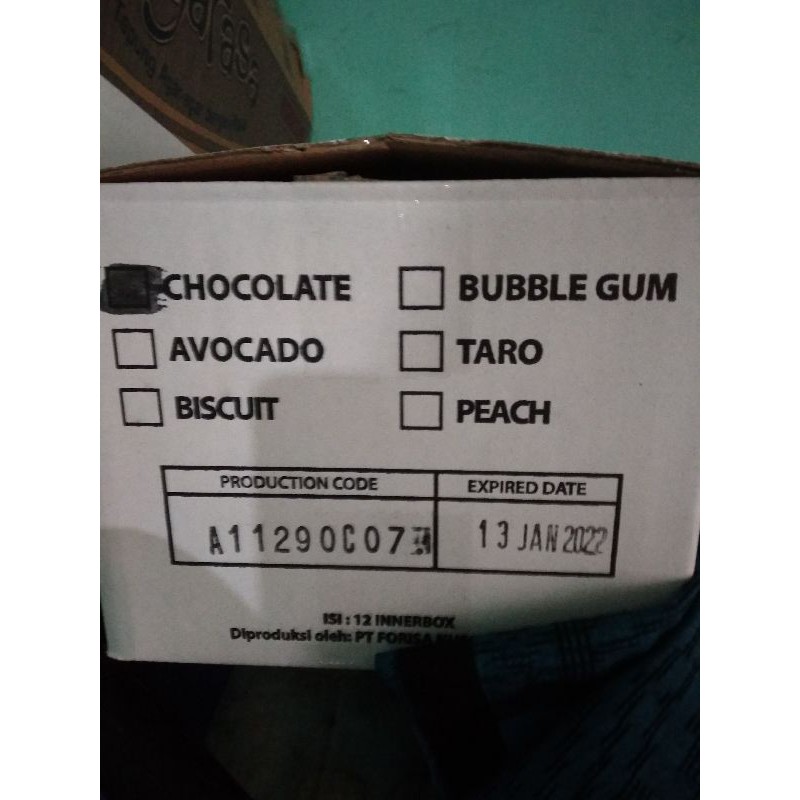 CHOCOLATE
BUBBLE GUM
AVOCADO
TARO
BISCUIT
PEACH
PRODUCTION CODE
EXPIRED DATE
A11290C07
13 JAN 2022
ISI : 12 INNERBOX
Diproduksi oleh: PT FORISA